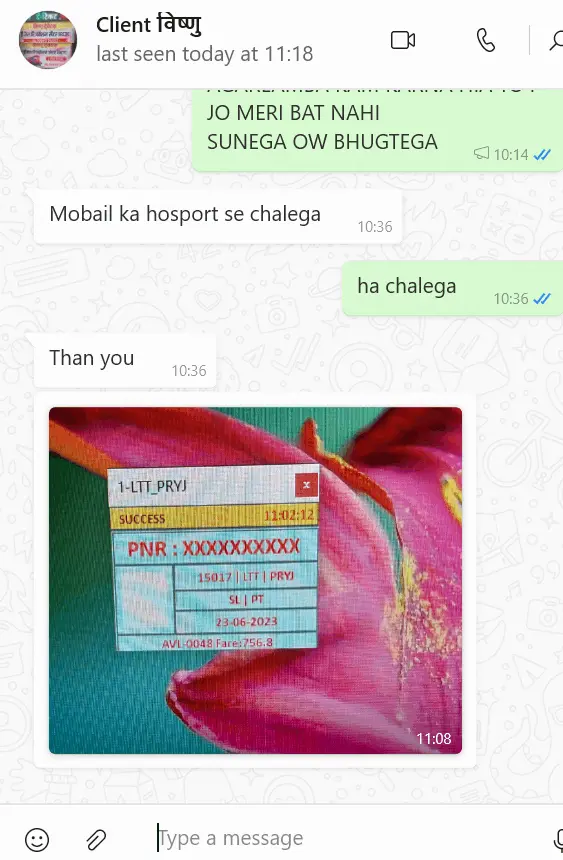 Client विष्णु
last seen today at 11:18
JO MERI BAT NAHI
SUNEGA OW BHUGTEGA
10:14
Mobail ka hosport se chalega
10:36
ha chalega
10:36
Than you
10:36
1-LTT_PRYJ
x
SUCCESS 11:02:12
PNR : XXXXXXXXXX
15017 | LTT | PRYJ
SL | PT
23-06-2023
AVL-0048 Fare:756.8
11:08
Type a message